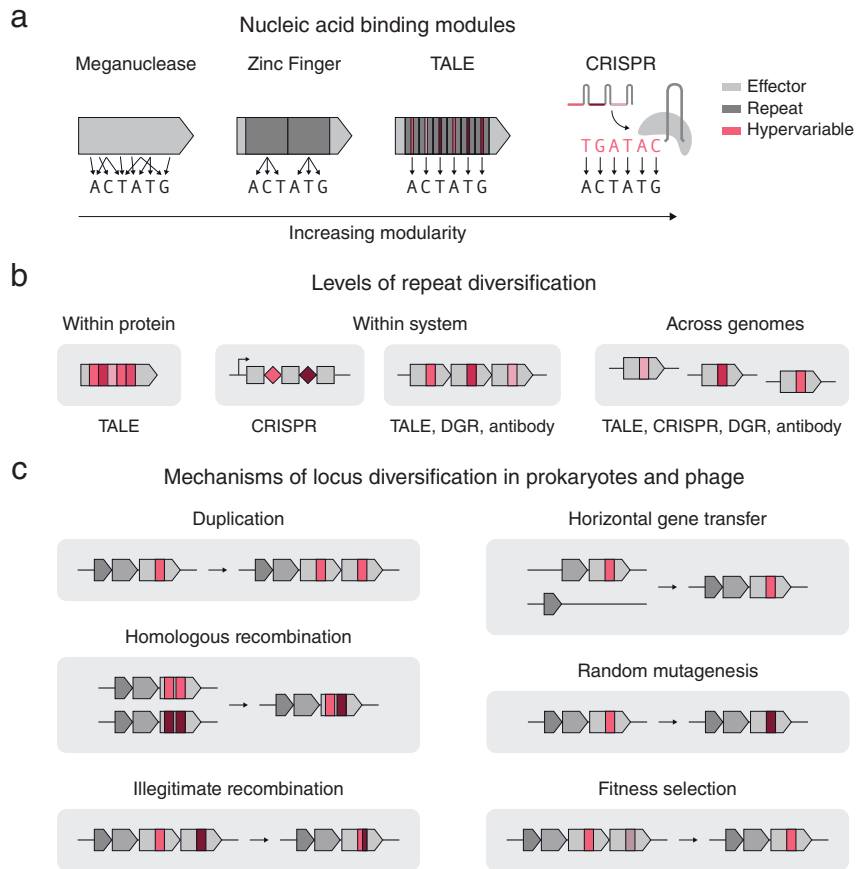 a
Nucleic acid binding modules
Meganuclease
Zinc Finger
TALE
CRISPR
Effector
Repeat
Hypervariable
TGATAC
ACTATG
ACTATG
ACTATG
ACTATG
Increasing modularity
b
Levels of repeat diversification
Within protein
Within system
Across genomes
TALE
CRISPR
TALE, DGR, antibody
TALE, CRISPR, DGR, antibody
c
Mechanisms of locus diversification in prokaryotes and phage
Duplication
Horizontal gene transfer
Homologous recombination
Random mutagenesis
Illegitimate recombination
Fitness selection